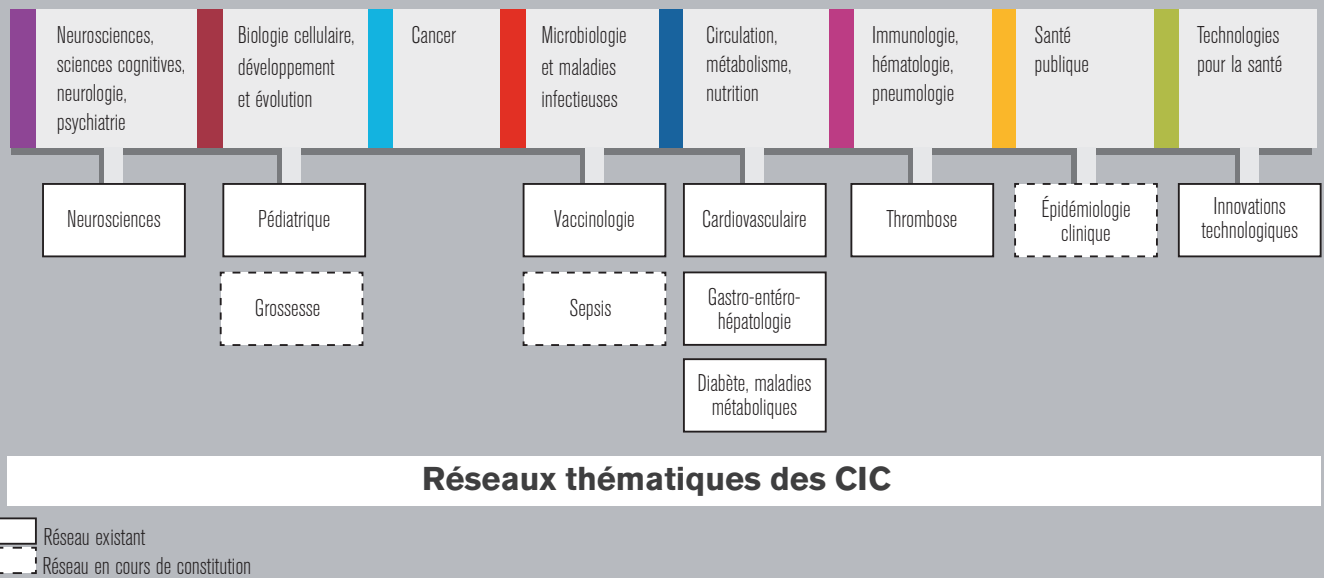 Neurosciences,
sciences cognitives,
neurologie,
psychiatrie
Biologie cellulaire,
développement
et évolution
Cancer
Microbiologie
et maladies
infectieuses
Circulation,
métabolisme,
nutrition
Immunologie,
hématologie,
pneumologie
Santé
publique
Technologies
pour la santé
Neurosciences
Pédiatrique
Vaccinologie
Cardiovasculaire
Thrombose
Épidémiologie
clinique
Innovations
technologiques
Grossesse
Sepsis
Gastro-entéro-
hépatologie
Diabète, maladies
métaboliques
Réseaux thématiques des CIC
Réseau existant
Réseau en cours de constitution